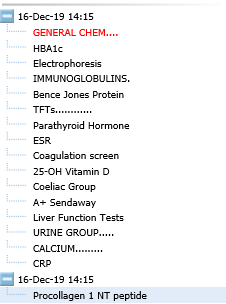 16-Dec-19 14:15
GENERAL CHEM....
HBA1c
Electrophoresis
IMMUNOGLOBULINS.
Bence Jones Protein
TFTs............
Parathyroid Hormone
ESR
Coagulation screen
25-OH Vitamin D
Coeliac Group
A+ Sendaway
Liver Function Tests
URINE GROUP.....
CALCIUM.........
CRP
16-Dec-19 14:15
Procollagen 1 NT peptide